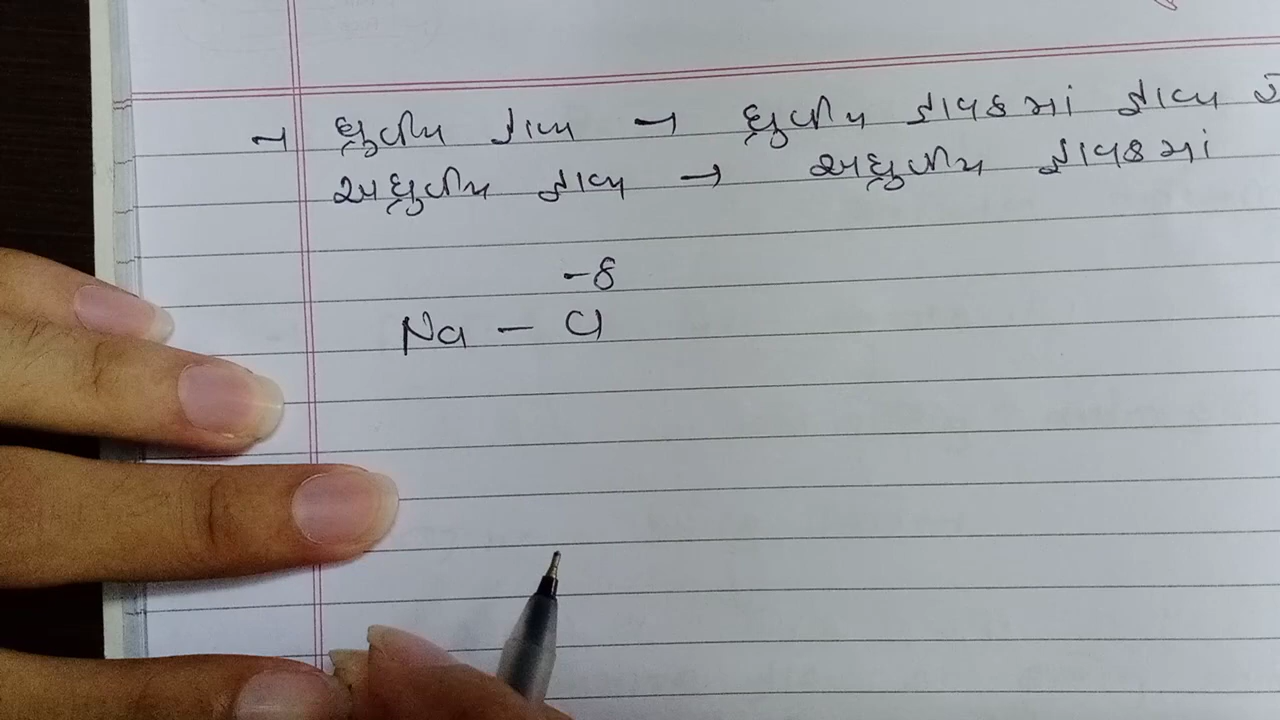 → ધ્રુવીય દ્રાવ્ય → ધ્રુવીય દ્રાવકમાં દ્રાવ્ય
અધ્રુવીય દ્રાવ્ય → અધ્રુવીય દ્રાવકમાં
-δ
Na - Cl